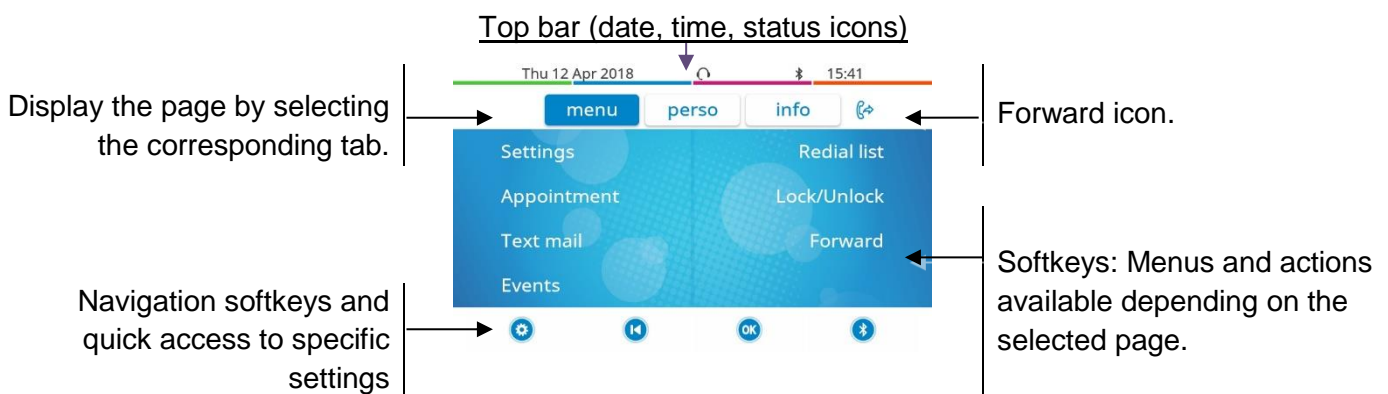 Top bar (date, time, status icons)
Thu 12 Apr 2018
15:41
Display the page by selecting
the corresponding tab.
menu
perso
info
Forward icon.
Settings
Redial list
Appointment
Lock/Unlock
Text mail
Forward
Events
Softkeys: Menus and actions
available depending on the
selected page.
Navigation softkeys and
quick access to specific
settings
OK